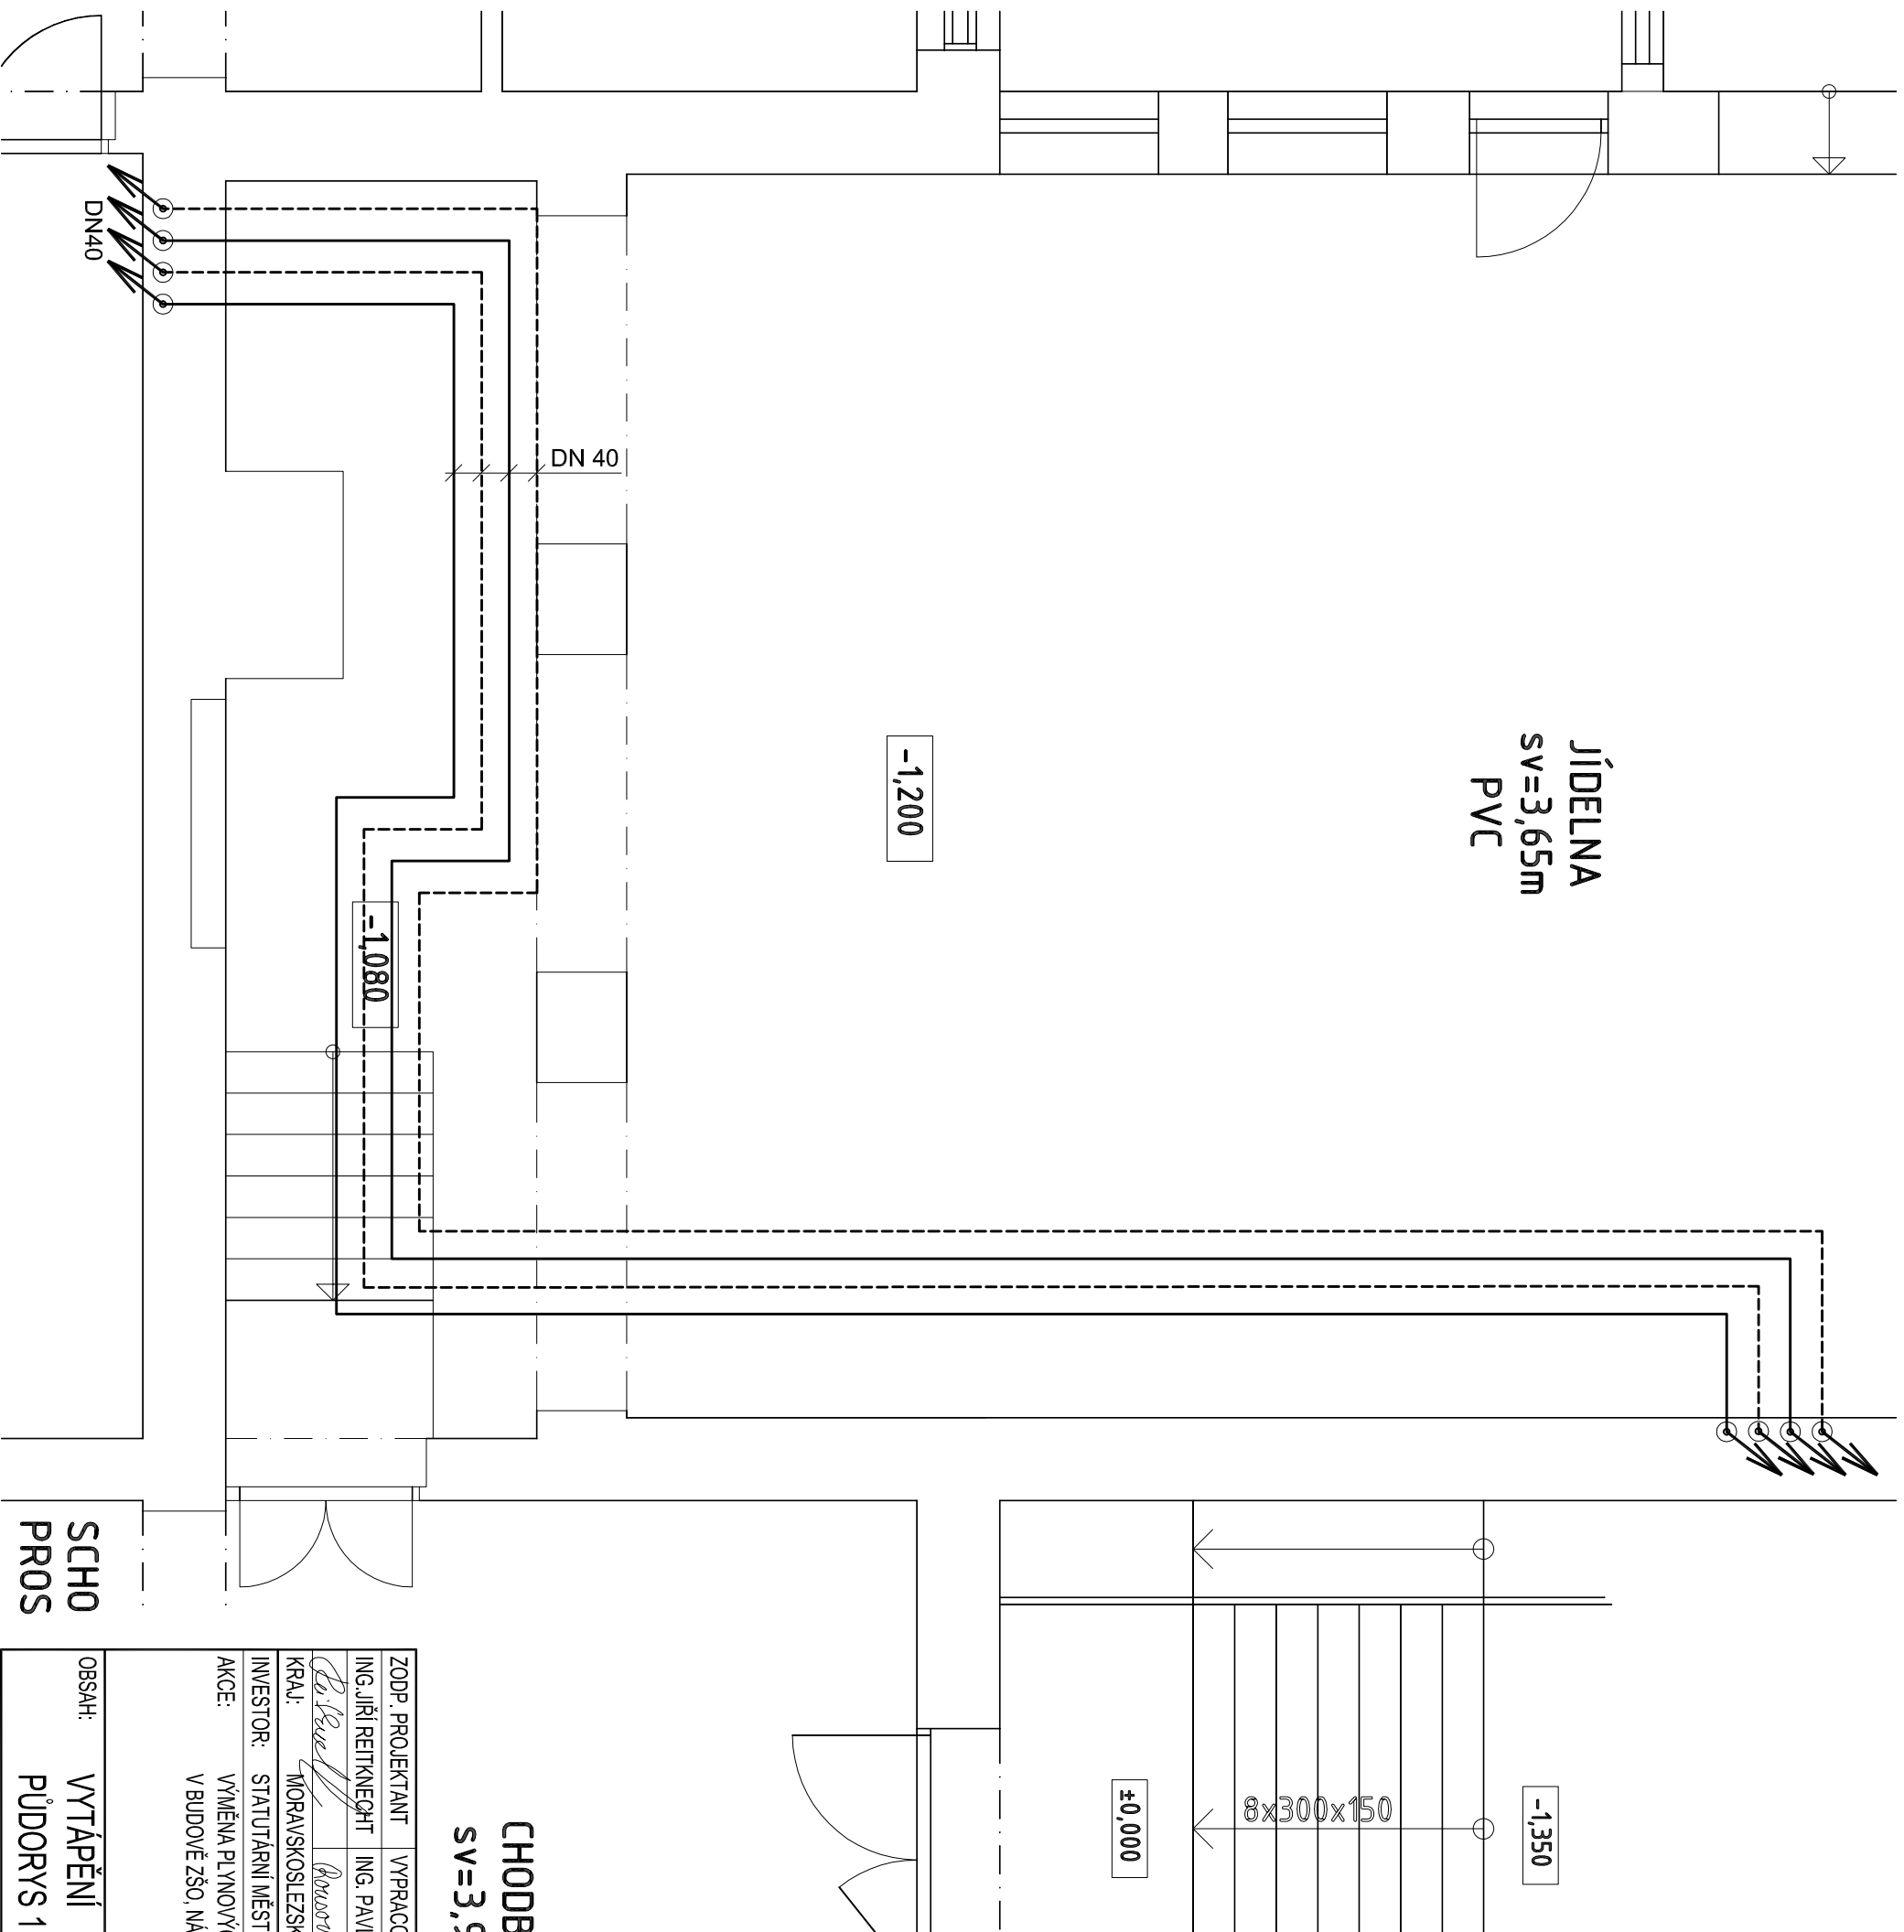 JÍDELNA
sv=3,65m
PVC
-1,200
DN 40
DN40
-1,080
-1,350
8x300x150
±0,000
CHODB
sv=3,9
SCHO
PROS
ZODP. PROJEKTANT VYPRACO
ING.JIŘÍ REITKNECHT ING. PAVL
KRAJ: MORAVSKOSLEZSK
INVESTOR: STATUTÁRNÍ MĚST
AKCE: VÝMĚNA PLYNOVÝC
V BUDOVĚ ZŠO, NÁ
OBSAH: VYTÁPĚNÍ
PŮDORYS 1